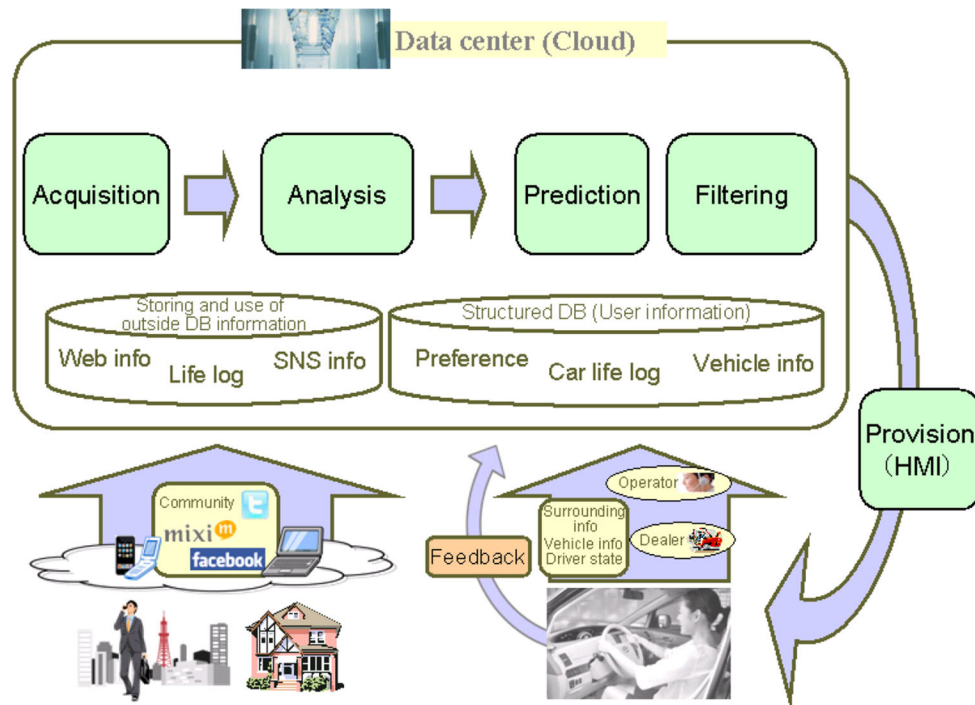 Data center (Cloud)
Acquisition
Analysis
Prediction
Filtering
Storing and use of
outside DB information
Web info
Life log
SNS info
Structured DB (User information)
Preference
Car life log
Vehicle info
Provision
(HMI)
Community
mixi m
facebook
Feedback
Operator
Surrounding
info
Vehicle info
Driver state
Dealer